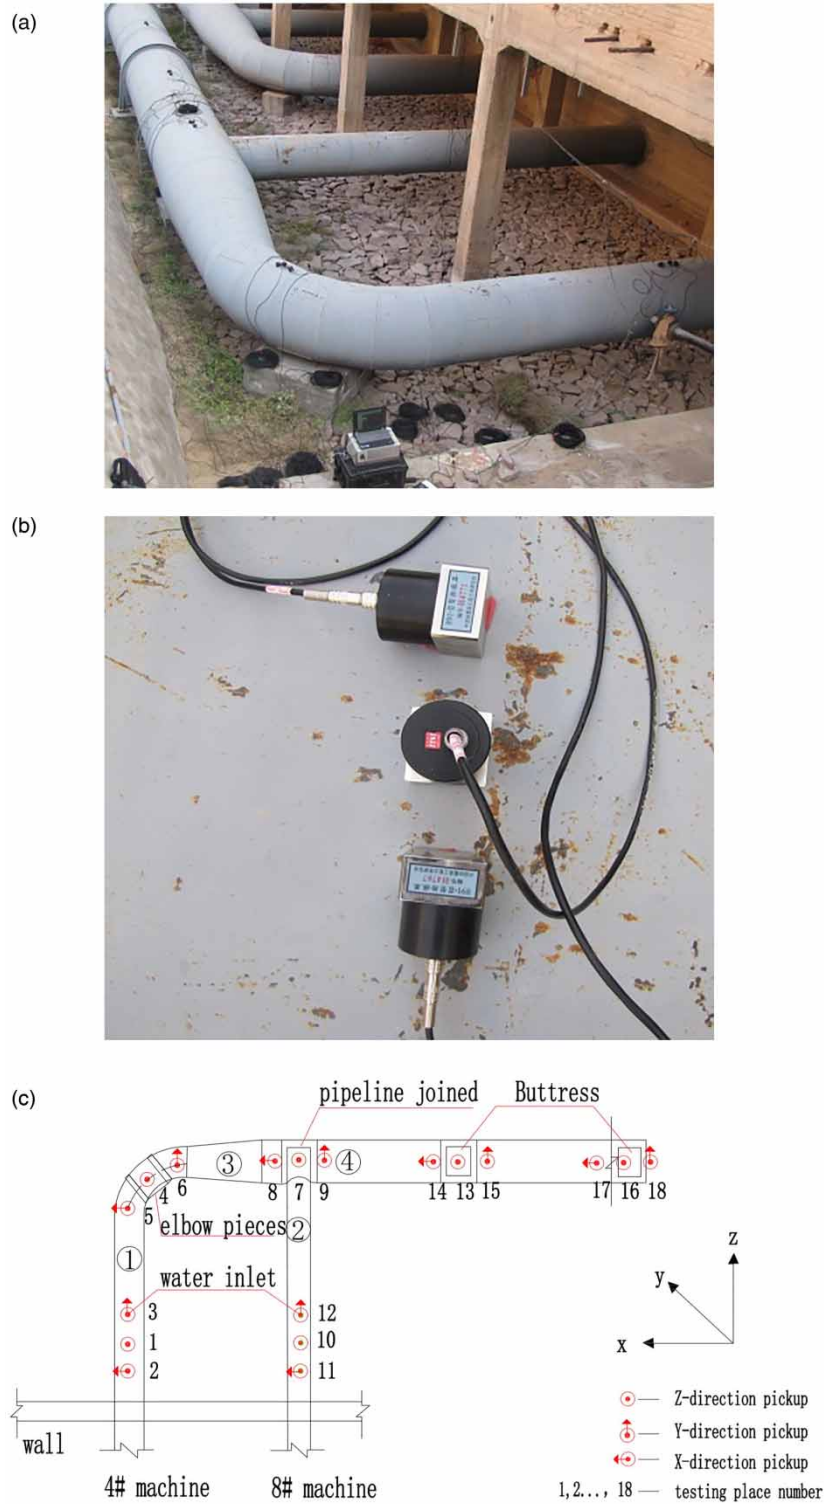 (a)
(b)
(c)
pipeline joined
Buttress
③
④
6
8
7
9
14
13
15
17
16
18
4
5
elbow pieces
①
②
water inlet
3
12
1
10
2
11
z
y
x
Z-direction pickup
Y-direction pickup
X-direction pickup
wall
4# machine
8# machine
1, 2..., 18
testing place number